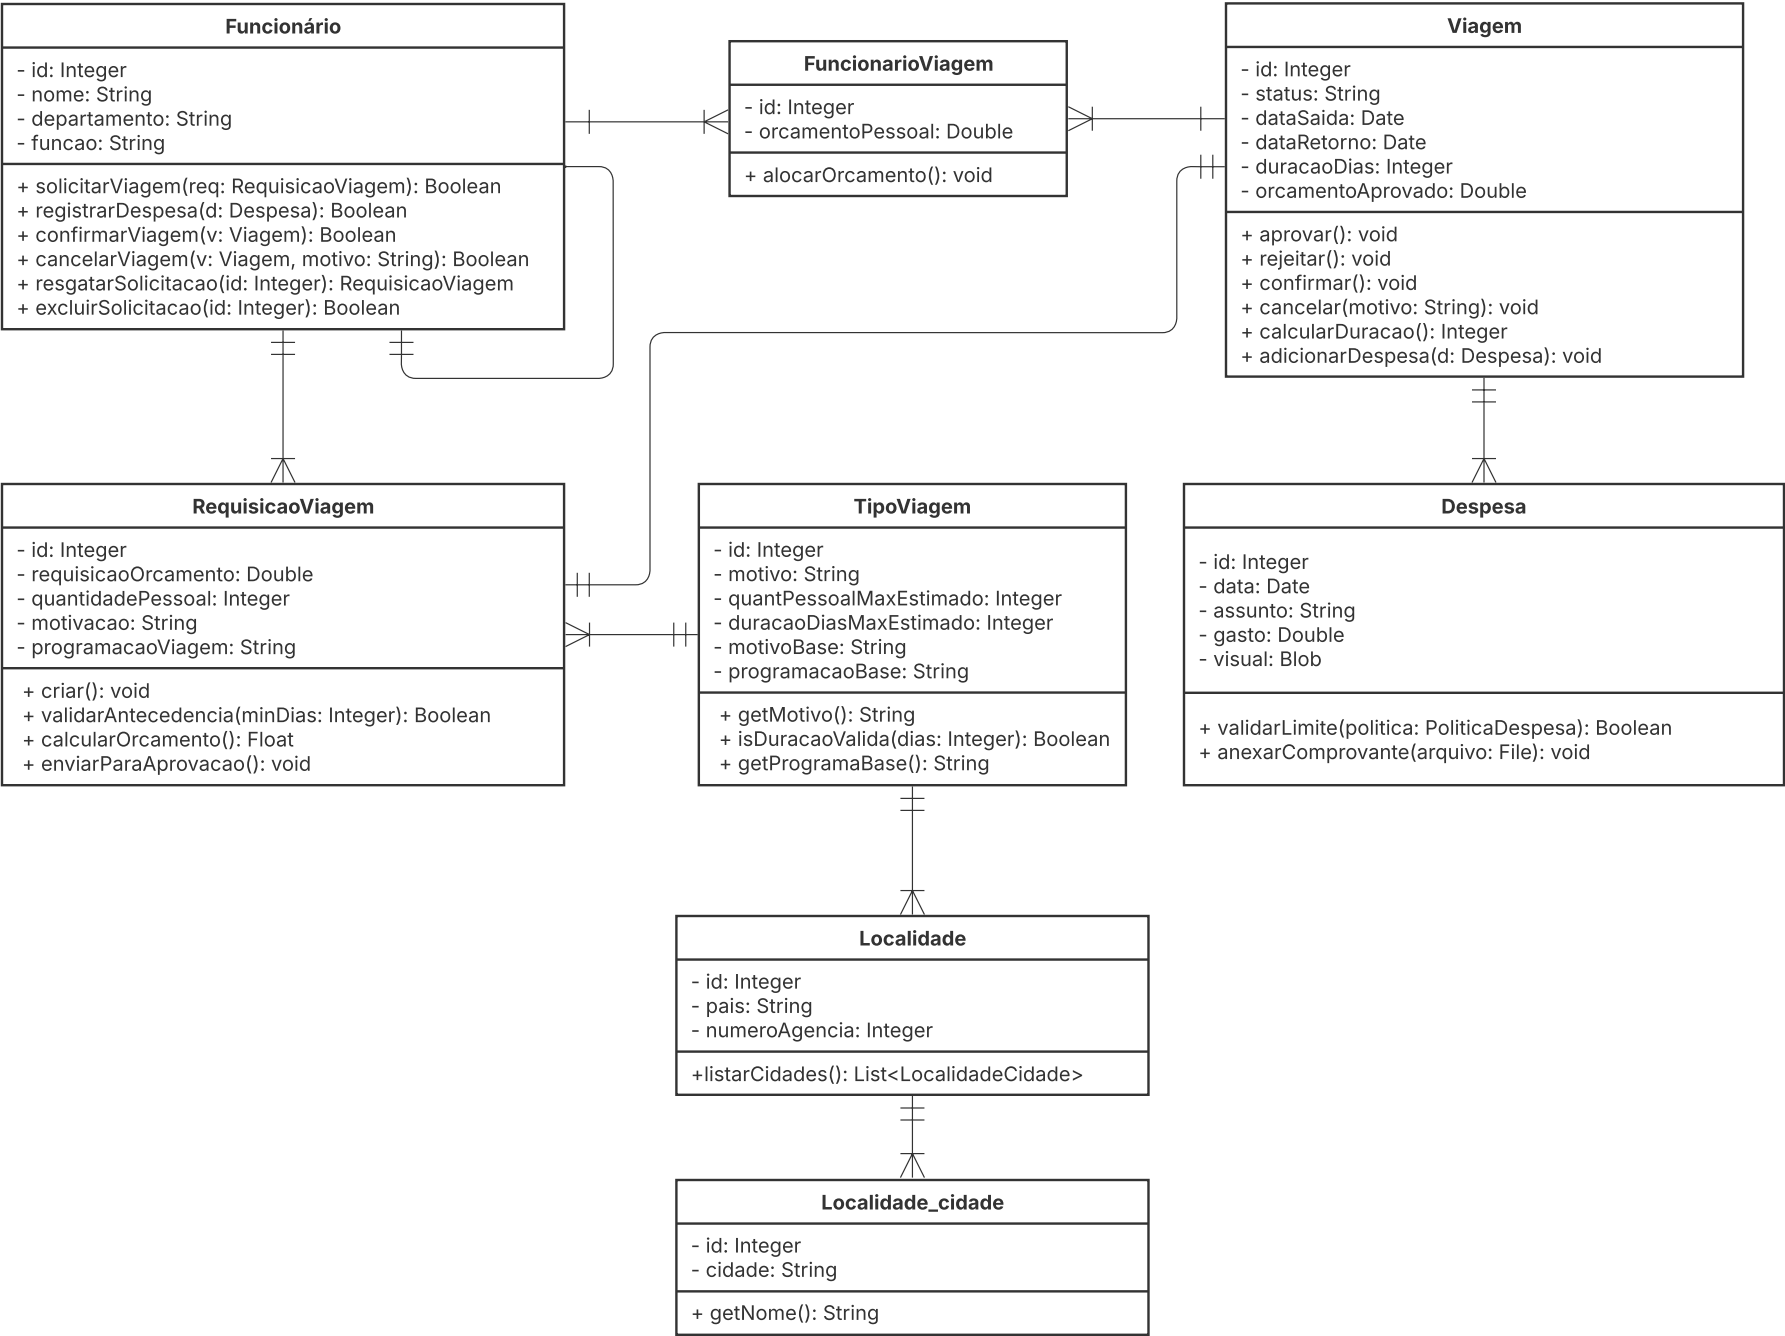 Funcionário
- id: Integer
- nome: String
- departamento: String
- funcao: String
+ solicitarViagem(req: RequisicaoViagem): Boolean
+ registrarDespesa(d: Despesa): Boolean
+ confirmarViagem(v: Viagem): Boolean
+ cancelarViagem(v: Viagem, motivo: String): Boolean
+ resgatarSolicitacao(id: Integer): RequisicaoViagem
+ excluirSolicitacao(id: Integer): Boolean
FuncionarioViagem
- id: Integer
- orcamentoPessoal: Double
+ alocarOrcamento(): void
Viagem
- id: Integer
- status: String
- dataSaida: Date
- dataRetorno: Date
- duracaoDias: Integer
- orcamentoAprovado: Double
+ aprovar(): void
+ rejeitar(): void
+ confirmar(): void
+ cancelar(motivo: String): void
+ calcularDuracao(): Integer
+ adicionarDespesa(d: Despesa): void
RequisicaoViagem
- id: Integer
- requisicaoOrcamento: Double
- quantidadePessoal: Integer
- motivacao: String
- programacaoViagem: String
+ criar(): void
+ validarAntecedencia(minDias: Integer): Boolean
+ calcularOrcamento(): Float
+ enviarParaAprovacao(): void
TipoViagem
- id: Integer
- motivo: String
- quantPessoalMaxEstimado: Integer
- duracaoDiasMaxEstimado: Integer
- motivoBase: String
- programacaoBase: String
+ getMotivo(): String
+ isDuracaoValida(dias: Integer): Boolean
+ getProgramaBase(): String
Despesa
- id: Integer
- data: Date
- assunto: String
- gasto: Double
- visual: Blob
+ validarLimite(politica: PoliticaDespesa): Boolean
+ anexarComprovante(arquivo: File): void
Localidade
- id: Integer
- pais: String
- numeroAgencia: Integer
+listarCidades(): List<LocalidadeCidade>
Localidade_cidade
- id: Integer
- cidade: String
+ getNome(): String